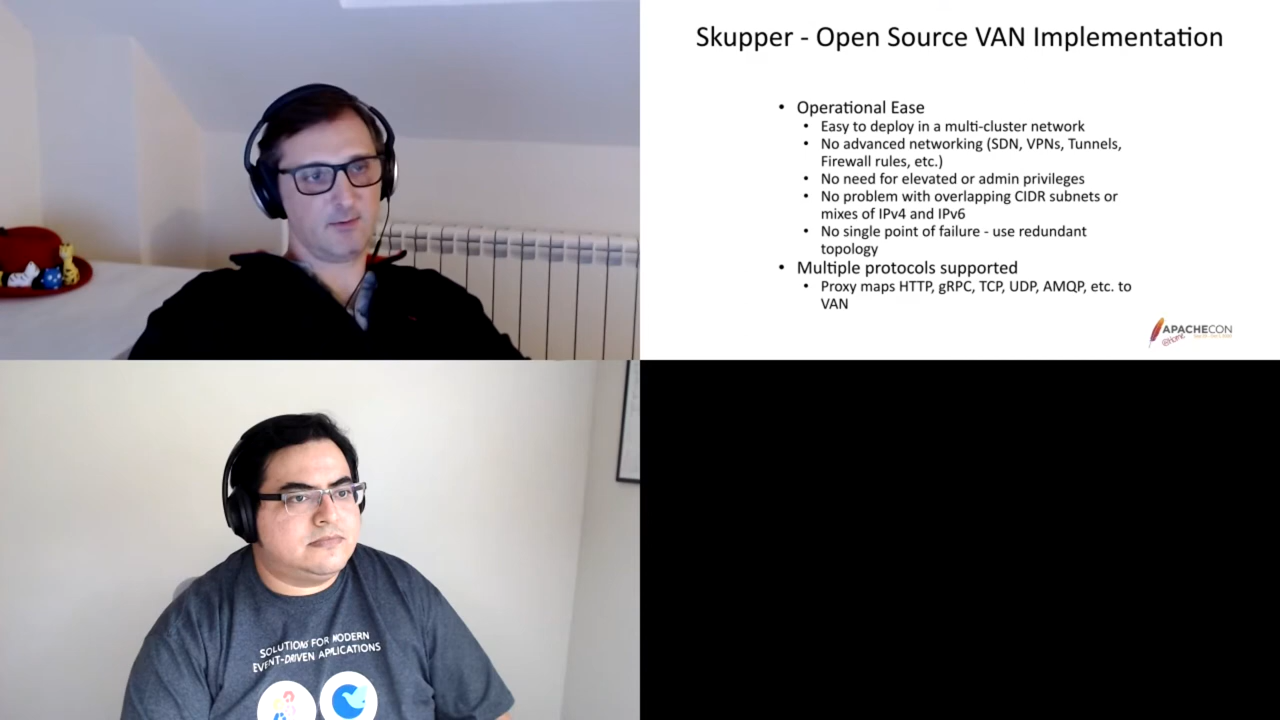 Skupper - Open Source VAN Implementation
• Operational Ease
• Easy to deploy in a multi-cluster network
• No advanced networking (SDN, VPNs, Tunnels,
Firewall rules, etc.)
• No need for elevated or admin privileges
• No problem with overlapping CIDR subnets or
mixes of IPv4 and IPv6
• No single point of failure - use redundant
topology
• Multiple protocols supported
• Proxy maps HTTP, gRPC, TCP, UDP, AMQP, etc. to
VAN
APACHECON
@Home
SOLUTIONS FOR MODERN
EVENT-DRIVEN APPLICATIONS